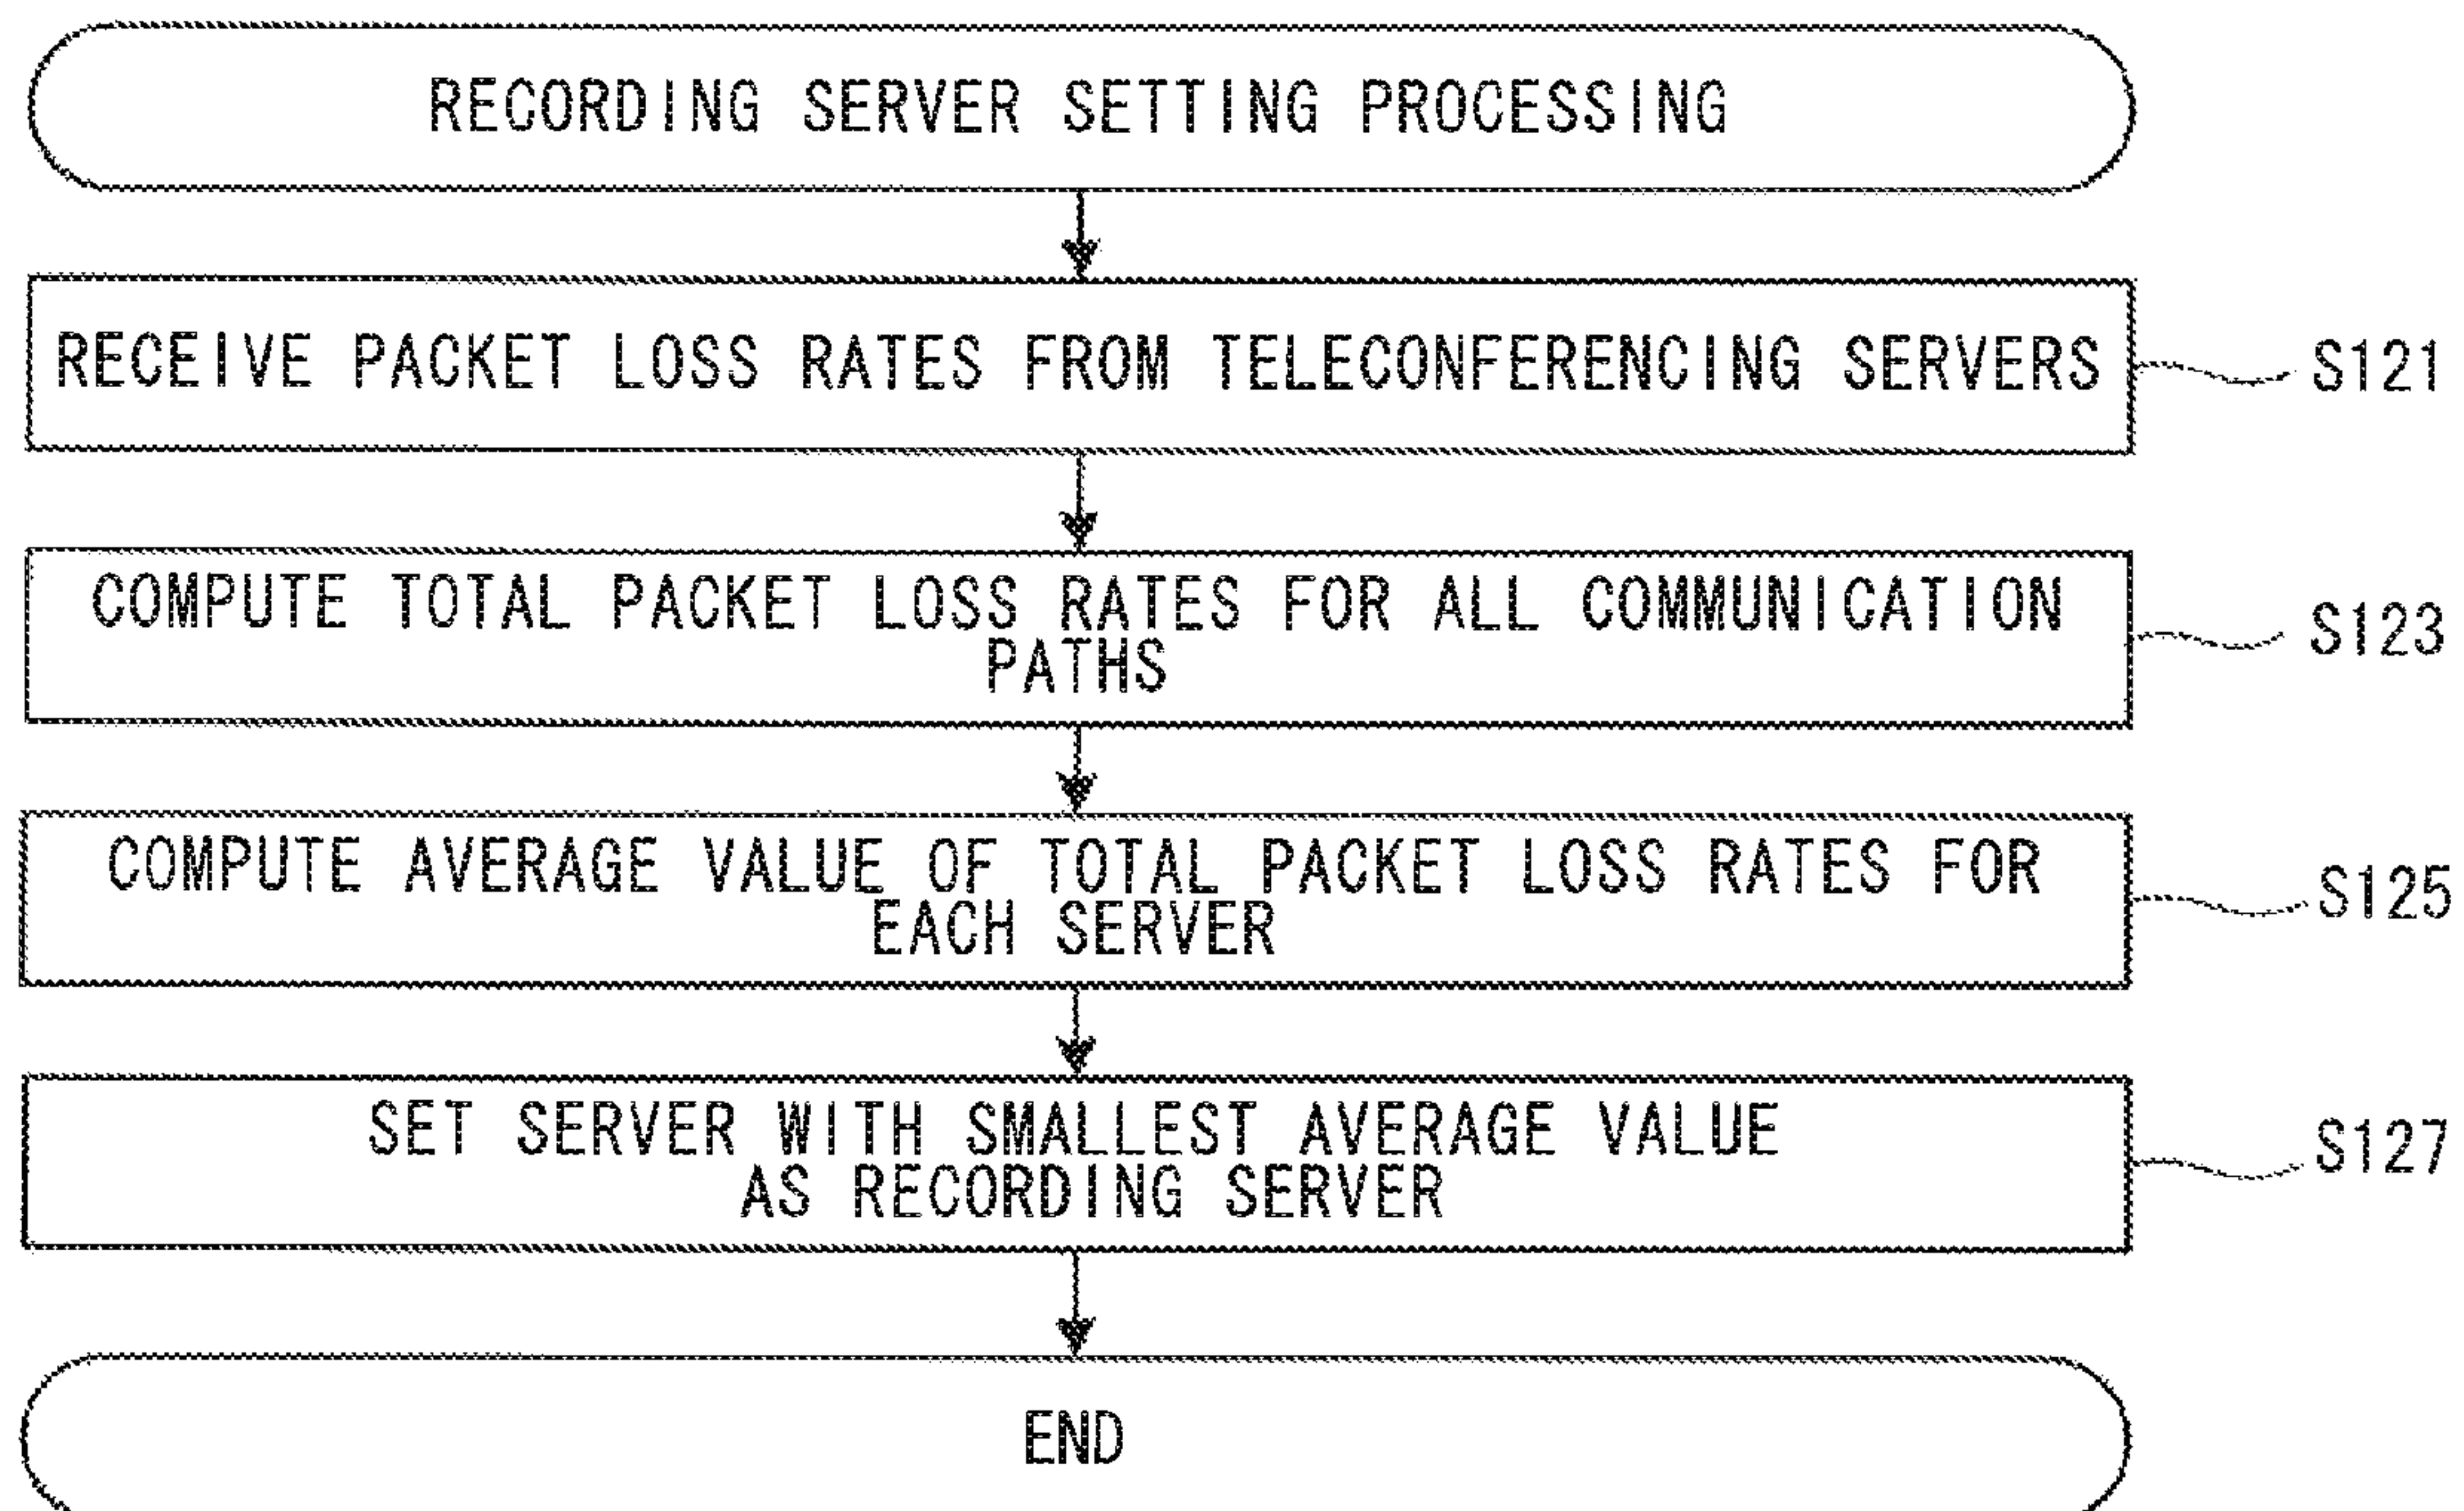 RECORDING SERVER SETTING PROCESSING
RECEIVE PACKET LOSS RATES FROM TELECONFERENCING SERVERS
S121
COMPUTE TOTAL PACKET LOSS RATES FOR ALL COMMUNICATION
PATHS
S123
COMPUTE AVERAGE VALUE OF TOTAL PACKET LOSS RATES FOR
EACH SERVER
S125
SET SERVER WITH SMALLEST AVERAGE VALUE
AS RECORDING SERVER
S127
END